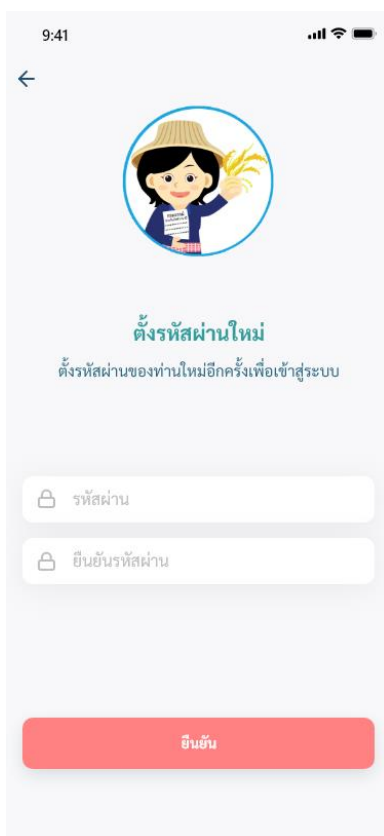 9:41
ตั้งรหัสผ่านใหม่
ตั้งรหัสผ่านของท่านใหม่อีกครั้งเพื่อเข้าสู่ระบบ
รหัสผ่าน
ยืนยันรหัสผ่าน
ยืนยัน